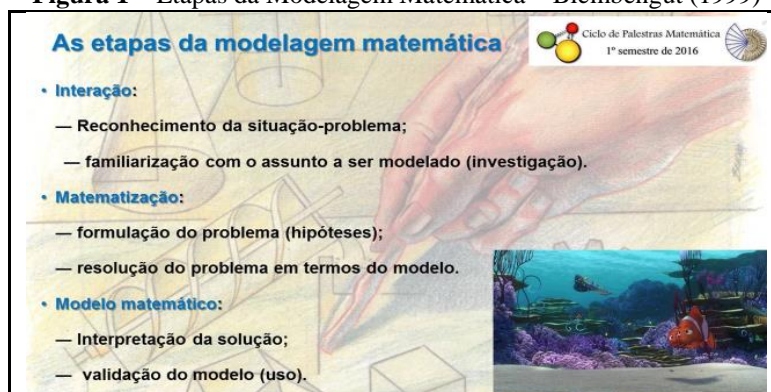 Figura 1 – Etapas da Modelagem Matemática – Biembengut (1999)
As etapas da modelagem matemática
Ciclo de Palestras Matemática
1º semestre de 2016
• Interação:
— Reconhecimento da situação-problema;
— familiarização com o assunto a ser modelado (investigação).
• Matematização:
— formulação do problema (hipóteses);
— resolução do problema em termos do modelo.
• Modelo matemático:
— Interpretação da solução;
— validação do modelo (uso).